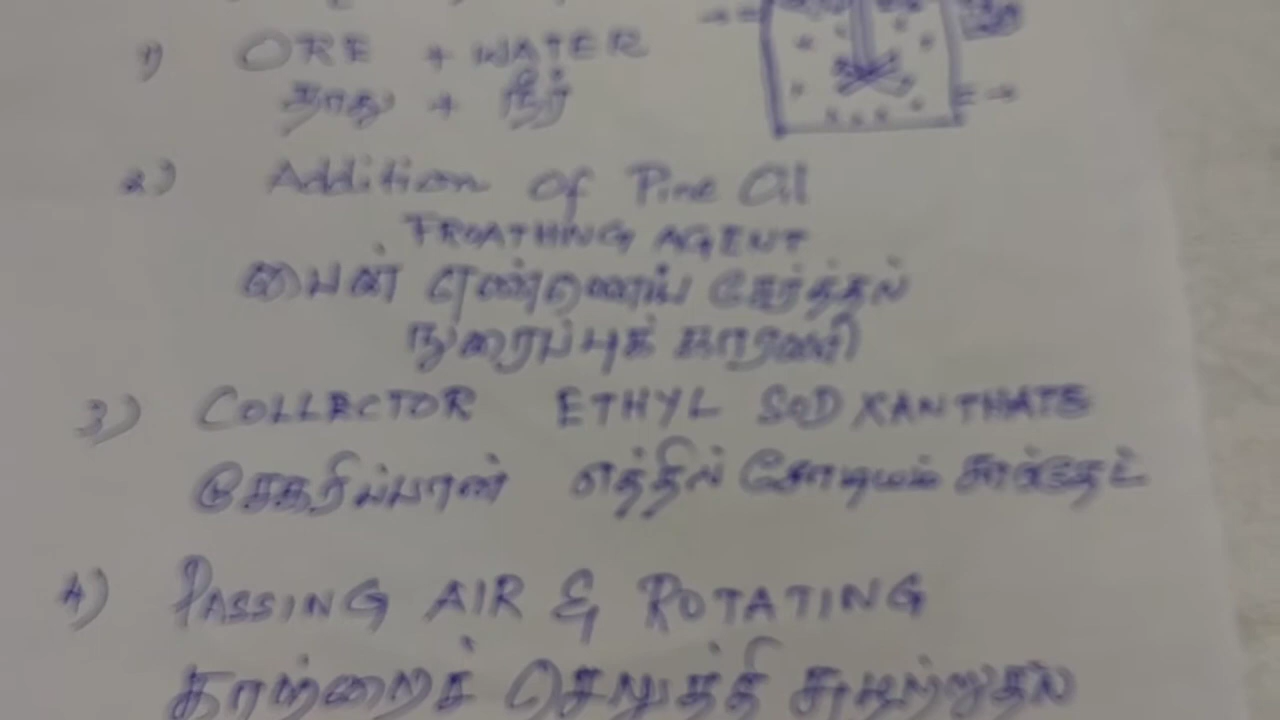 1) ORE + WATER
தாது + நீர்
2) Addition of Pine Oil
FROATHING AGENT
பைன் எண்ணெய் சேர்த்தல்
நுரைப்புக் காரணி
3) COLLECTOR ETHYL SOD XANTHATE
சேகரிப்பான் எத்தில் சோடியம் சாந்தேட்
4) PASSING AIR & ROTATING
காற்றைச் செலுத்தி சுழற்றுதல்